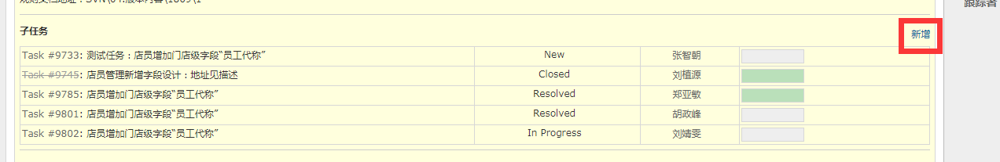 跟踪者
子任务
新增
Task #9733: 测试任务：店员增加门店级字段“员工代称” New 张智朝
Task #9745: 店员管理新增字段设计：地址见描述 Closed 刘植源
Task #9785: 店员增加门店级字段“员工代称” Resolved 郑亚敏
Task #9801: 店员增加门店级字段“员工代称” Resolved 胡政峰
Task #9802: 店员增加门店级字段“员工代称” In Progress 刘婧雯